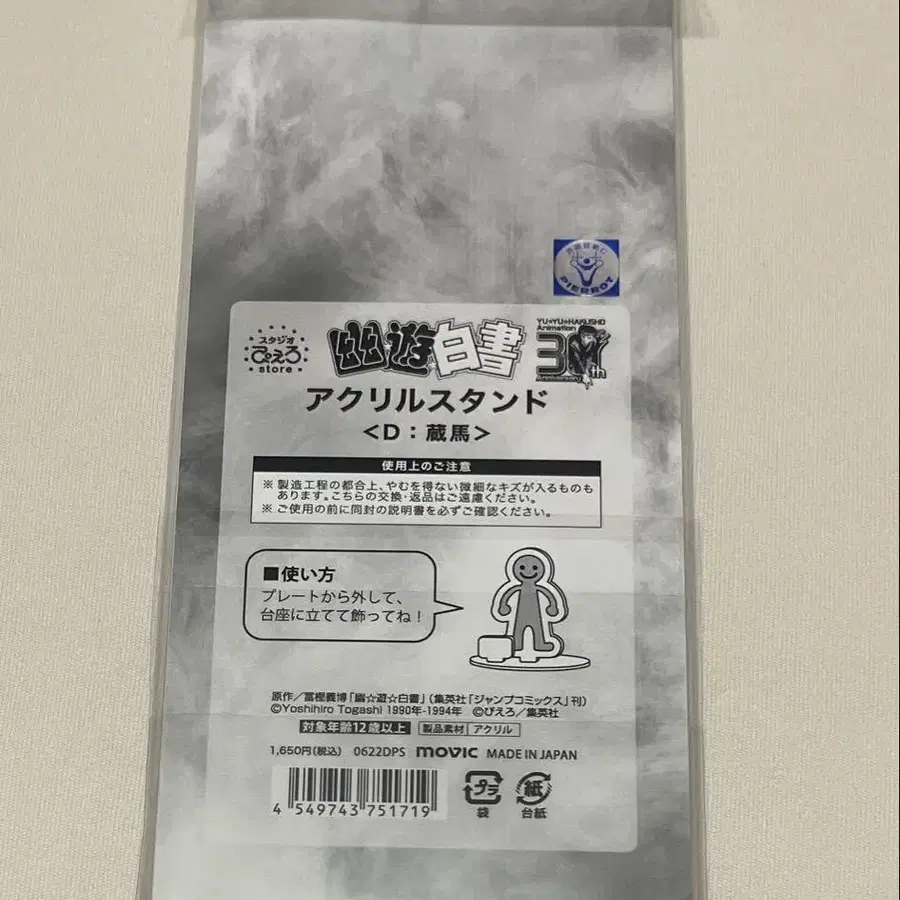 許諾証紙
PIERROT
スタジオ
ぴえろ
store
幽☆遊☆白書
YU☆YU☆HAKUSHO
Animation
30th
Anniversary
アクリルスタンド
<D:蔵馬>
使用上のご注意
※ 製造工程の都合上、やむを得ない微細なキズが入るものも
あります。こちらの交換・返品はご遠慮ください。
※ ご使用の前に同封の説明書を必ずご確認ください。
■使い方
プレートから外して、
台座に立てて飾ってね!
原作/冨樫義博「幽☆遊☆白書」(集英社「ジャンプコミックス」刊)
©Yoshihiro Togashi 1990年-1994年 ©ぴえろ/集英社
対象年齢12歳以上 製品素材 アクリル
1,650円(税込) 0622DPS movic MADE IN JAPAN
4 549743 751719
プラ
袋
紙
台紙